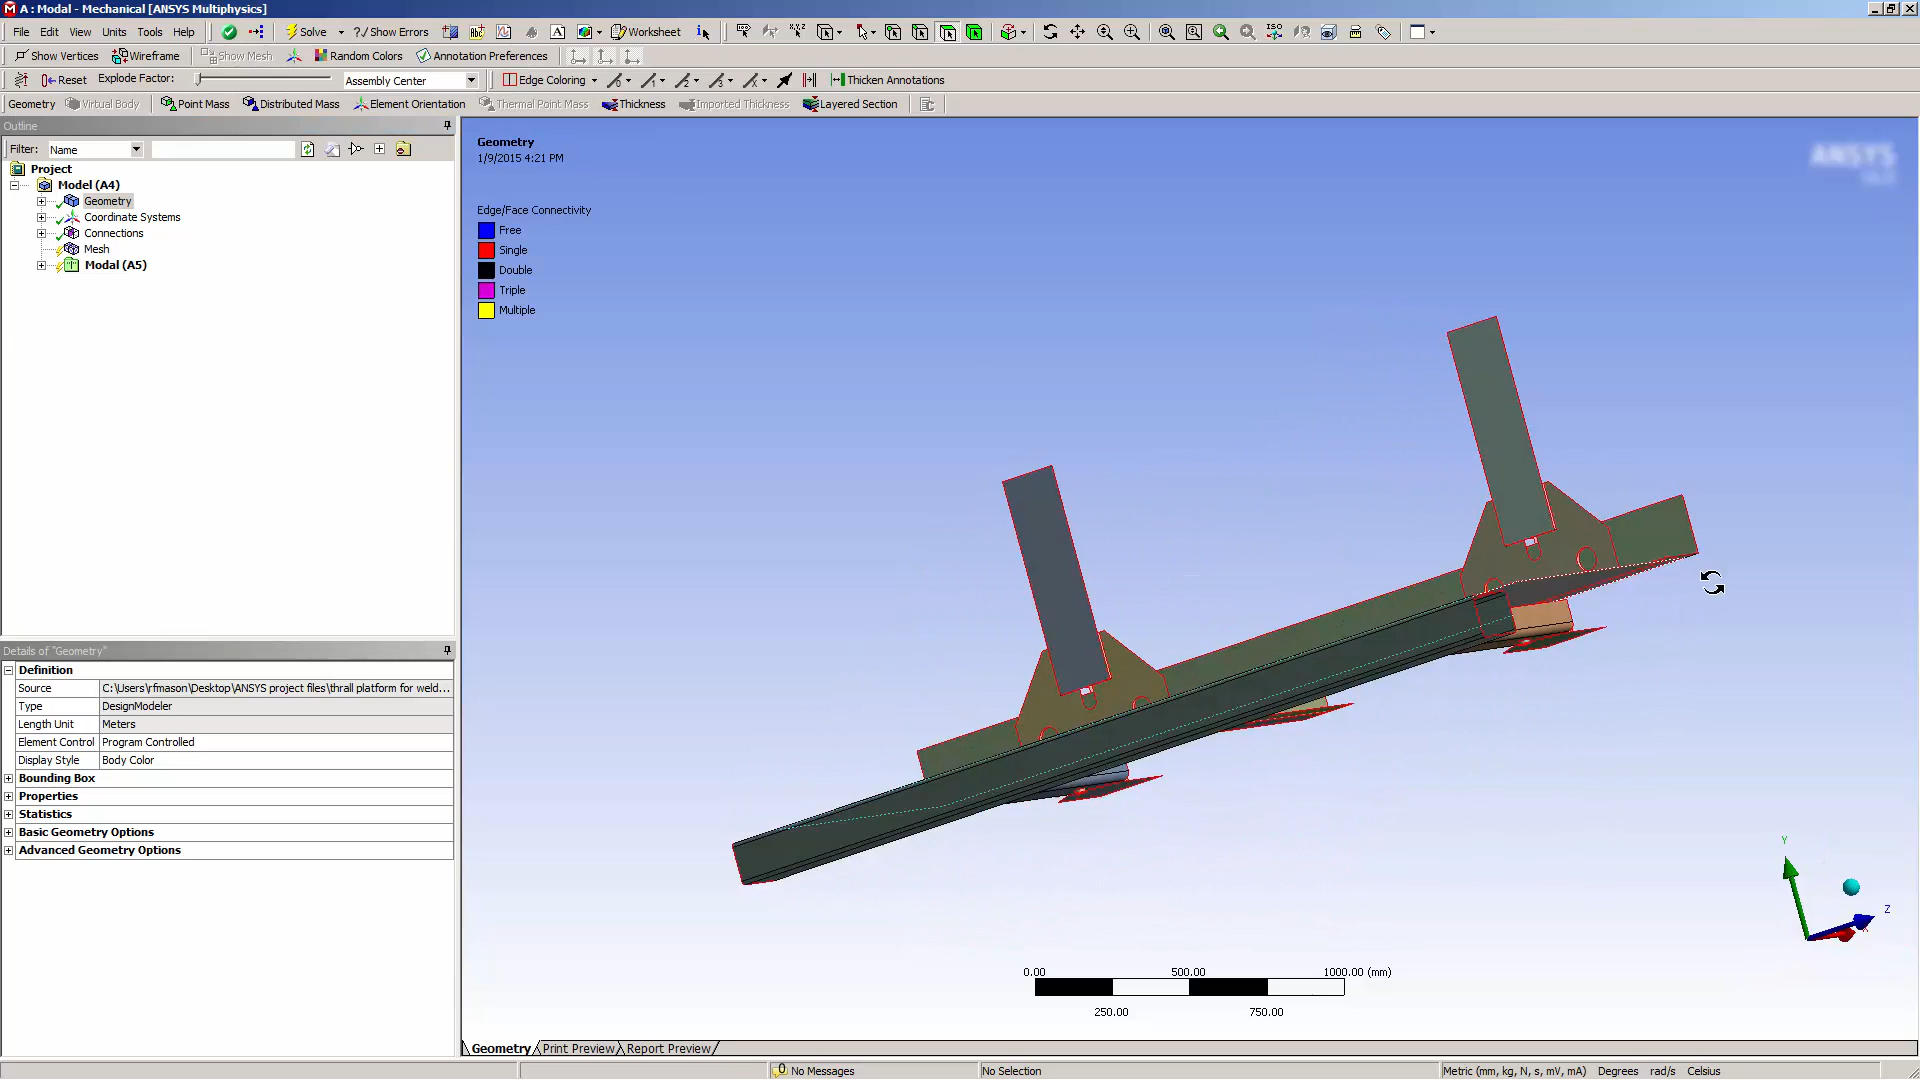 A : Modal - Mechanical [ANSYS Multiphysics]
File Edit View Units Tools Help Solve ?/Show Errors Worksheet
Show Vertices Wireframe Show Mesh Random Colors Annotation Preferences
Reset Explode Factor: Assembly Center Edge Coloring Thicken Annotations
Geometry Virtual Body Point Mass Distributed Mass Element Orientation Thermal Point Mass Thickness Imported Thickness Layered Section
Outline
Filter: Name
Project
Model (A4)
Geometry
Coordinate Systems
Connections
Mesh
Modal (A5)
Details of "Geometry"
Definition
Source C:\Users\rfmason\Desktop\ANSYS project files\thrall platform for weld...
Type DesignModeler
Length Unit Meters
Element Control Program Controlled
Display Style Body Color
Bounding Box
Properties
Statistics
Basic Geometry Options
Advanced Geometry Options
Geometry
1/9/2015 4:21 PM
Edge/Face Connectivity
Free
Single
Double
Triple
Multiple
ANSYS
Y
Z
X
0.00 500.00 1000.00 (mm)
250.00 750.00
Geometry Print Preview Report Preview
0 No Messages No Selection Metric (mm, kg, N, s, mV, mA) Degrees rad/s Celsius